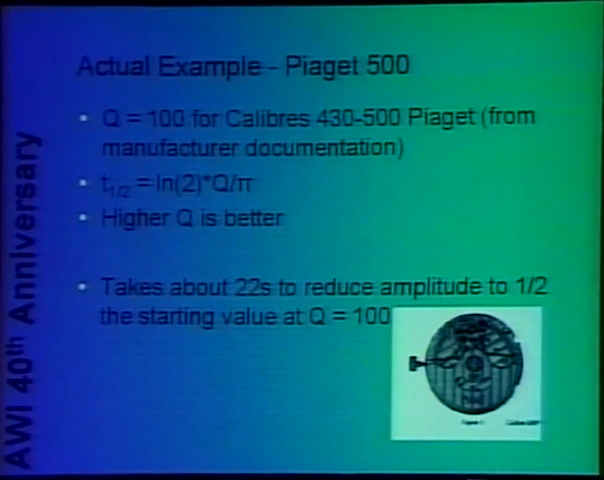 Actual Example - Piaget 500
• Q = 100 for Calibres 430-500 Piaget (from
manufacturer documentation)
• t1/2 = ln(2)*Q/π
• Higher Q is better
• Takes about 22s to reduce amplitude to 1/2
the starting value at Q = 100
AWI 40th Anniversary